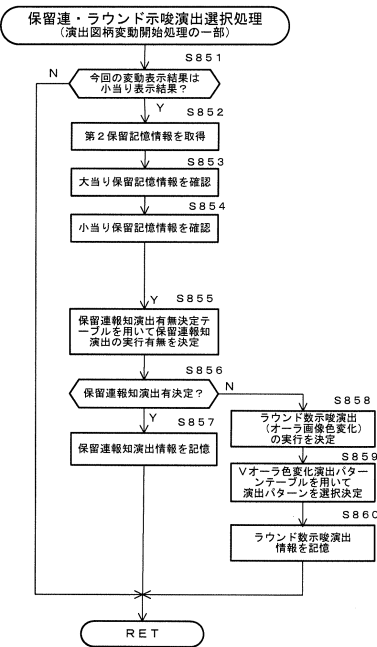 保留連・ラウンド示唆演出選択処理
(演出図柄変動開始処理の一部)
S851
N
今回の変動表示結果は
小当り表示結果?
Y
S852
第2保留記憶情報を取得
S853
大当り保留記憶情報を確認
S854
小当り保留記憶情報を確認
Y
S855
保留連報知演出有無決定テ
ーブルを用いて保留連報知
演出の実行有無を決定
S856
保留連報知演出有決定?
N
Y
S857
保留連報知演出情報を記憶
S858
ラウンド数示唆演出
(オーラ画像色変化)
の実行を決定
S859
Vオーラ色変化演出パター
ンテーブルを用いて
演出パターンを選択決定
S860
ラウンド数示唆演出
情報を記憶
RET